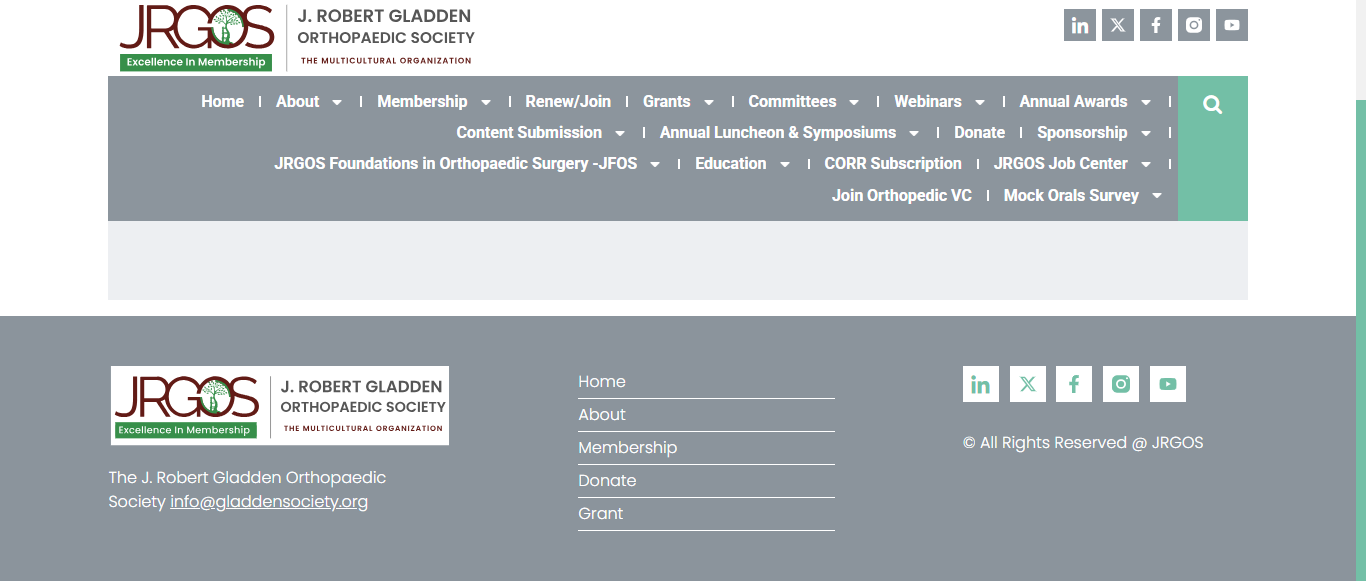 JRGOS
Excellence In Membership
J. ROBERT GLADDEN
ORTHOPAEDIC SOCIETY
THE MULTICULTURAL ORGANIZATION
Home | About | Membership | Renew/Join | Grants | Committees | Webinars | Annual Awards |
Content Submission | Annual Luncheon & Symposiums | Donate | Sponsorship |
JRGOS Foundations in Orthopaedic Surgery -JFOS | Education | CORR Subscription | JRGOS Job Center |
Join Orthopedic VC | Mock Orals Survey
JRGOS
Excellence In Membership
J. ROBERT GLADDEN
ORTHOPAEDIC SOCIETY
THE MULTICULTURAL ORGANIZATION
The J. Robert Gladden Orthopaedic
Society info@gladdensociety.org
Home
About
Membership
Donate
Grant
© All Rights Reserved @ JRGOS